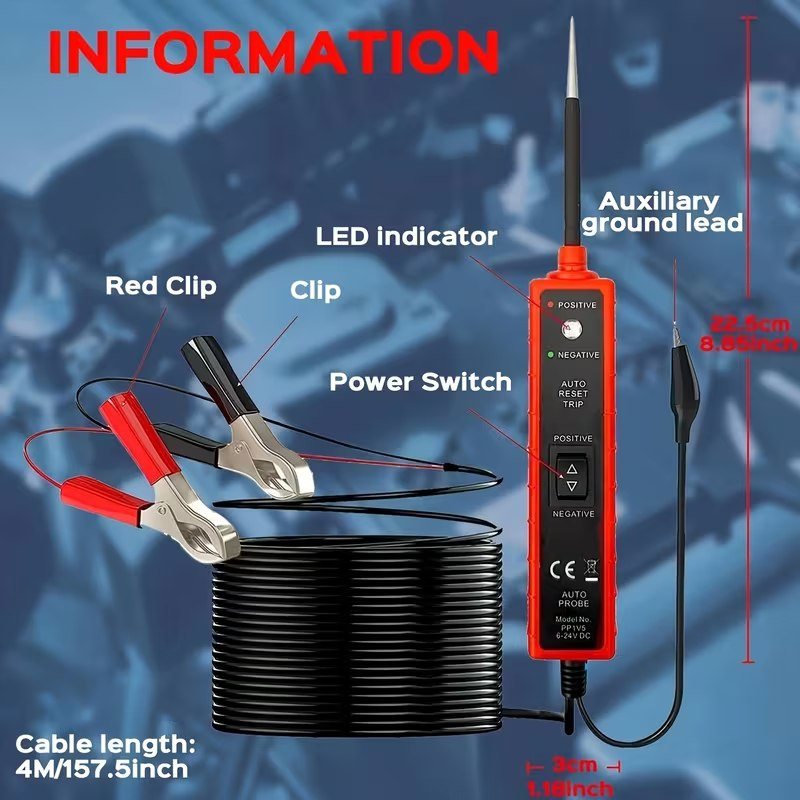 INFORMATION
Auxiliary
ground lead
LED indicator
Red Clip
Clip
POSITIVE
22.5cm
8.85inch
NEGATIVE
Power Switch
AUTO
RESET
TRIP
POSITIVE
NEGATIVE
CE
AUTO
PROBE
Model No.
PP1V5
6-24V DC
Cable length:
4M/157.5inch
3cm
1.18inch